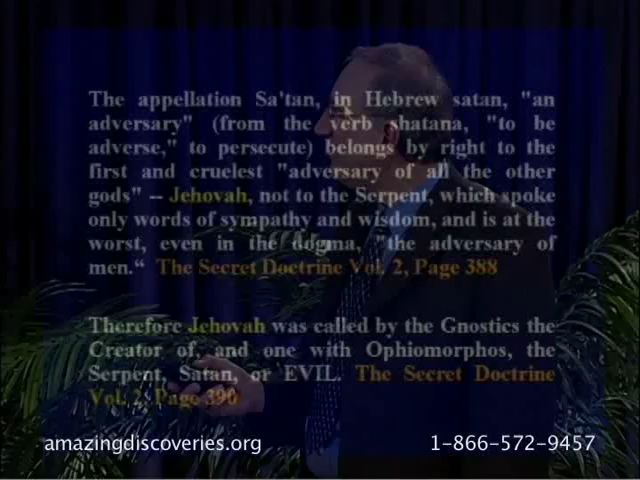 The appellation Sa'tan, in Hebrew satan, "an
adversary" (from the verb shatana, "to be
adverse," to persecute) belongs by right to the
first and cruelest "adversary of all the other
gods" -- Jehovah, not to the Serpent, which spoke
only words of sympathy and wisdom, and is at the
worst, even in the dogma, "the adversary of
men.“ The Secret Doctrine Vol. 2, Page 388
Therefore Jehovah was called by the Gnostics the
Creator of, and one with Ophiomorphos, the
Serpent, Satan, or EVIL. The Secret Doctrine
Vol. 2, Page 390
amazingdiscoveries.org 1-866-572-9457